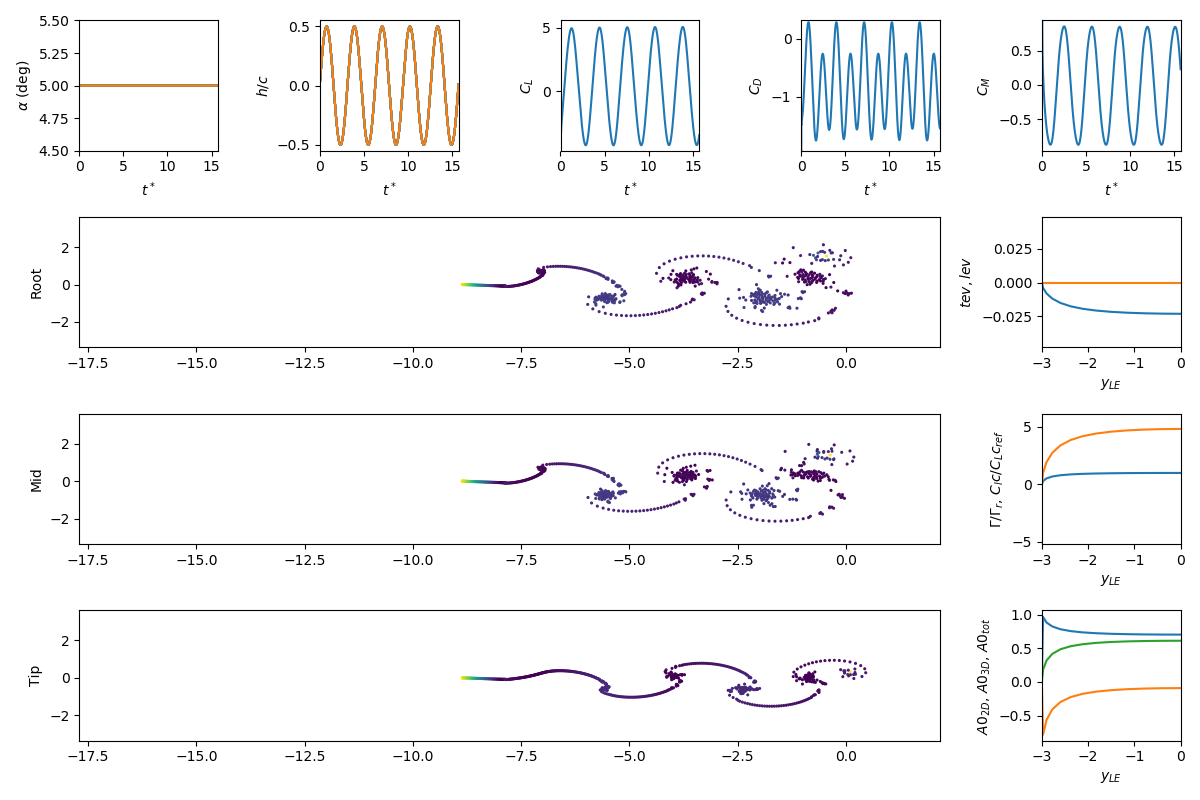 5.50
5.25
5.00
4.75
4.50
α (deg)
0 5 10 15
t*
0.5
0.0
−0.5
h/c
0 5 10 15
t*
5
0
C_L
0 5 10 15
t*
0
−1
C_D
0 5 10 15
t*
0.5
0.0
−0.5
C_M
0 5 10 15
t*
Root
2
0
−2
−17.5 −15.0 −12.5 −10.0 −7.5 −5.0 −2.5 0.0
tev, lev
0.025
0.000
−0.025
−3 −2 −1 0
y_LE
Mid
2
0
−2
−17.5 −15.0 −12.5 −10.0 −7.5 −5.0 −2.5 0.0
Γ/Γ_r, C_lc/C_Lc_ref
5
0
−5
−3 −2 −1 0
y_LE
Tip
2
0
−2
−17.5 −15.0 −12.5 −10.0 −7.5 −5.0 −2.5 0.0
A0_2D, A0_3D, A0_tot
1.0
0.5
0.0
−0.5
−3 −2 −1 0
y_LE